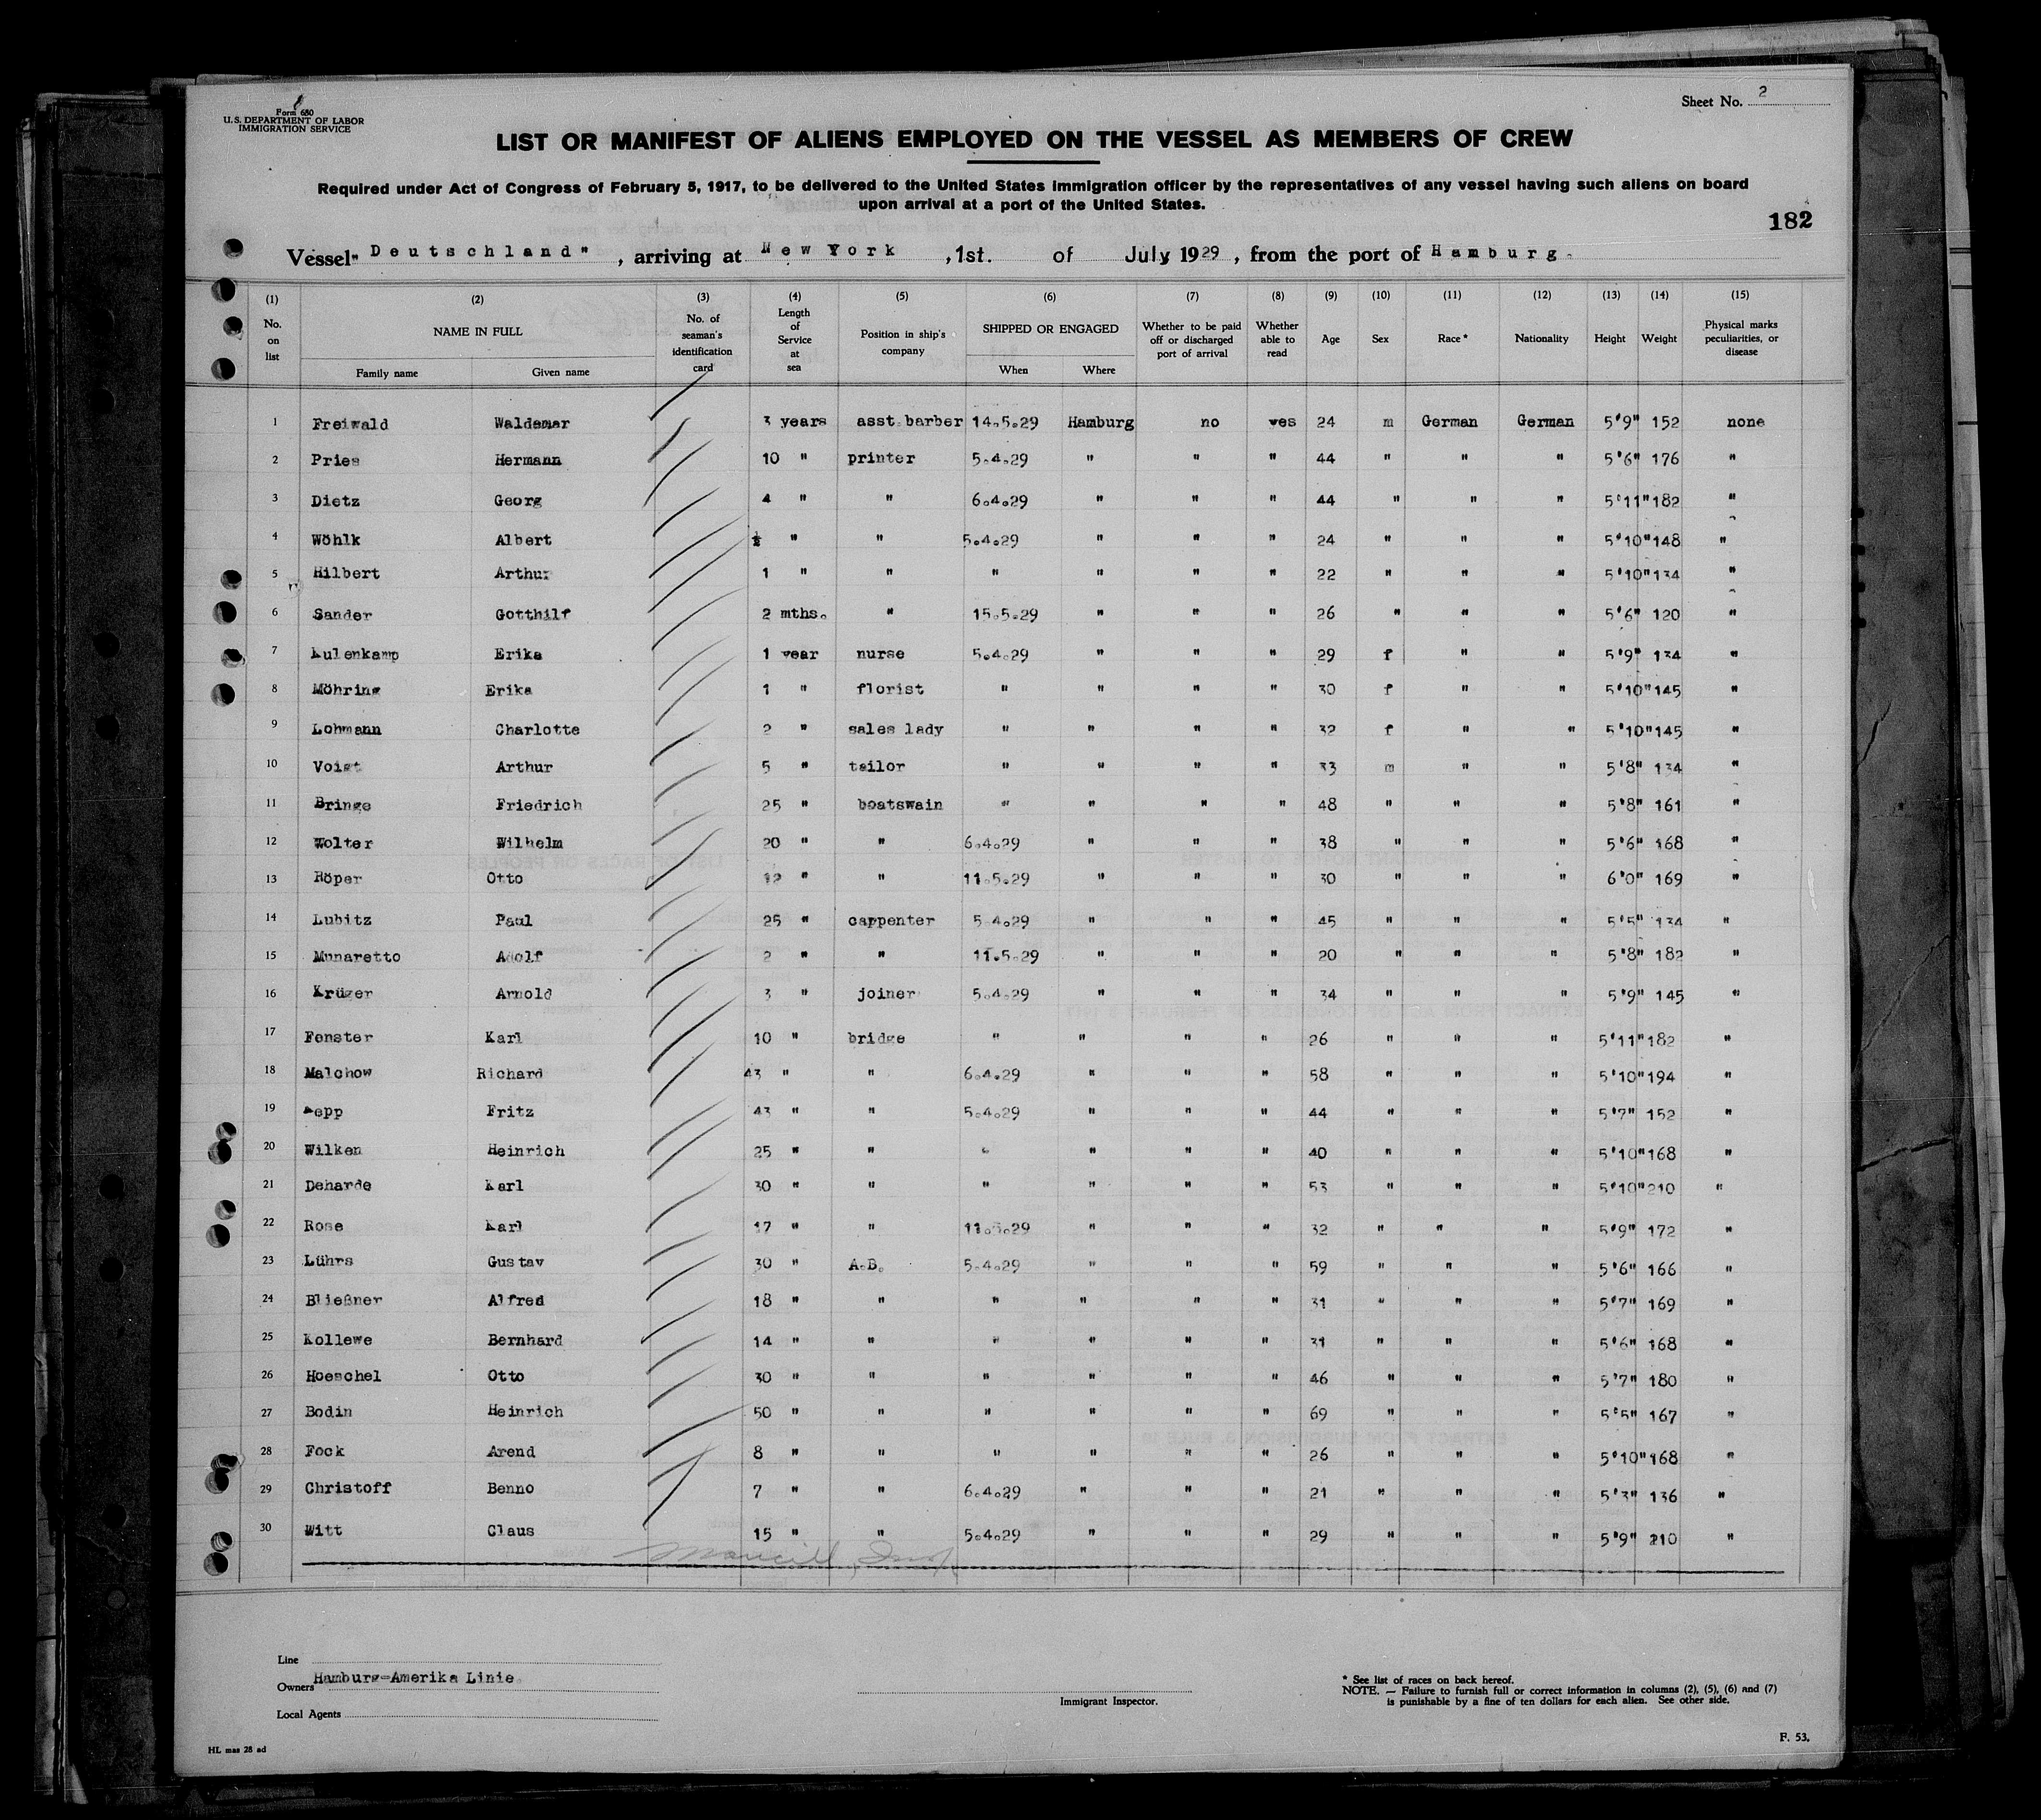 Form 680
U.S. DEPARTMENT OF LABOR
IMMIGRATION SERVICE
Sheet No. 2
LIST OR MANIFEST OF ALIENS EMPLOYED ON THE VESSEL AS MEMBERS OF CREW
Required under Act of Congress of February 5, 1917, to be delivered to the United States immigration officer by the representatives of any vessel having such aliens on board
upon arrival at a port of the United States.
182
Vessel "Deutschland", arriving at New York, 1st. of July 1929, from the port of Hamburg.
(1) (2) (3) (4) (5) (6) (7) (8) (9) (10) (11) (12) (13) (14) (15)
No. on list NAME IN FULL Family name Given name No. of seaman's identification card Length of Service at sea Position in ship's company SHIPPED OR ENGAGED When Where Whether to be paid off or discharged port of arrival Whether able to read Age Sex Race* Nationality Height Weight Physical marks peculiarities, or disease
1 Freiwald Waldemar 3 years asst barber 14.5.29 Hamburg no yes 24 m German German 5'9" 152 none
2 Pries Hermann 10 " printer 5.4.29 " " " 44 " " " 5'6" 176 "
3 Dietz Georg 4 " " 6.4.29 " " " 44 " " " 5'11" 182 "
4 Wöhlk Albert ½ " " 5.4.29 " " " 24 " " " 5'10" 148 "
5 Hilbert Arthur 1 " " " " " " 22 " " " 5'10" 134 "
6 Sander Gotthilf 2 mths. " 15.5.29 " " " 26 " " " 5'6" 120 "
7 Kulenkamp Erika 1 year nurse 5.4.29 " " " 29 f " " 5'9" 134 "
8 Möhring Erika 1 " florist " " " " 30 f " " 5'10" 145 "
9 Lohmann Charlotte 2 " sales lady " " " " 32 f " " 5'10" 145 "
10 Voigt Arthur 5 " tailor " " " " 33 m " " 5'8" 134 "
11 Bringe Friedrich 25 " boatswain " " " " 48 " " " 5'8" 161 "
12 Wolter Wilhelm 20 " " 6.4.29 " " " 38 " " " 5'6" 168 "
13 Röper Otto 12 " " 11.5.29 " " " 30 " " " 6'0" 169 "
14 Lubitz Paul 25 " cappenter 5.4.29 " " " 45 " " " 5'5" 134 "
15 Munaretto Adolf 2 " " 11.5.29 " " " 20 " " " 5'8" 182 "
16 Krüger Arnold 3 " joiner 5.4.29 " " " 34 " " " 5'9" 145 "
17 Fenster Karl 10 " bridge " " " " 26 " " " 5'11" 182 "
18 Malchow Richard 43 " " 6.4.29 " " " 58 " " " 5'10" 194 "
19 epp Fritz 43 " " 5.4.29 " " " 44 " " " 5'7" 152 "
20 Wilken Heinrich 25 " " " " " " 40 " " " 5'10" 168 "
21 Deharde Karl 30 " " " " " " 53 " " " 5'10" 210 "
22 Rose Karl 17 " " 11.5.29 " " " 32 " " " 5'9" 172 "
23 Lührs Gustav 30 " A.B. 5.4.29 " " " 59 " " " 5'6" 166 "
24 Bließner Alfred 18 " " " " " " 31 " " " 5'7" 169 "
25 Kollewe Bernhard 14 " " " " " " 31 " " " 5'6" 168 "
26 Hoeschel Otto 30 " " " " " " 46 " " " 5'7" 180 "
27 Bodin Heinrich 50 " " " " " " 69 " " " 5'5" 167 "
28 Fock Arend 8 " " " " " " 26 " " " 5'10" 168 "
29 Christoff Benno 7 " " 6.4.29 " " " 21 " " " 5'3" 136 "
30 Witt Claus 15 " " 5.4.29 " " " 29 " " " 5'9" 210 "
Line
Owners Hamburg=Amerika Linie.
Local Agents
Immigrant Inspector.
* See list of races on back hereof.
NOTE. — Failure to furnish full or correct information in columns (2), (5), (6) and (7)
is punishable by a fine of ten dollars for each alien. See other side.
HL mas 28 ad
F. 53.